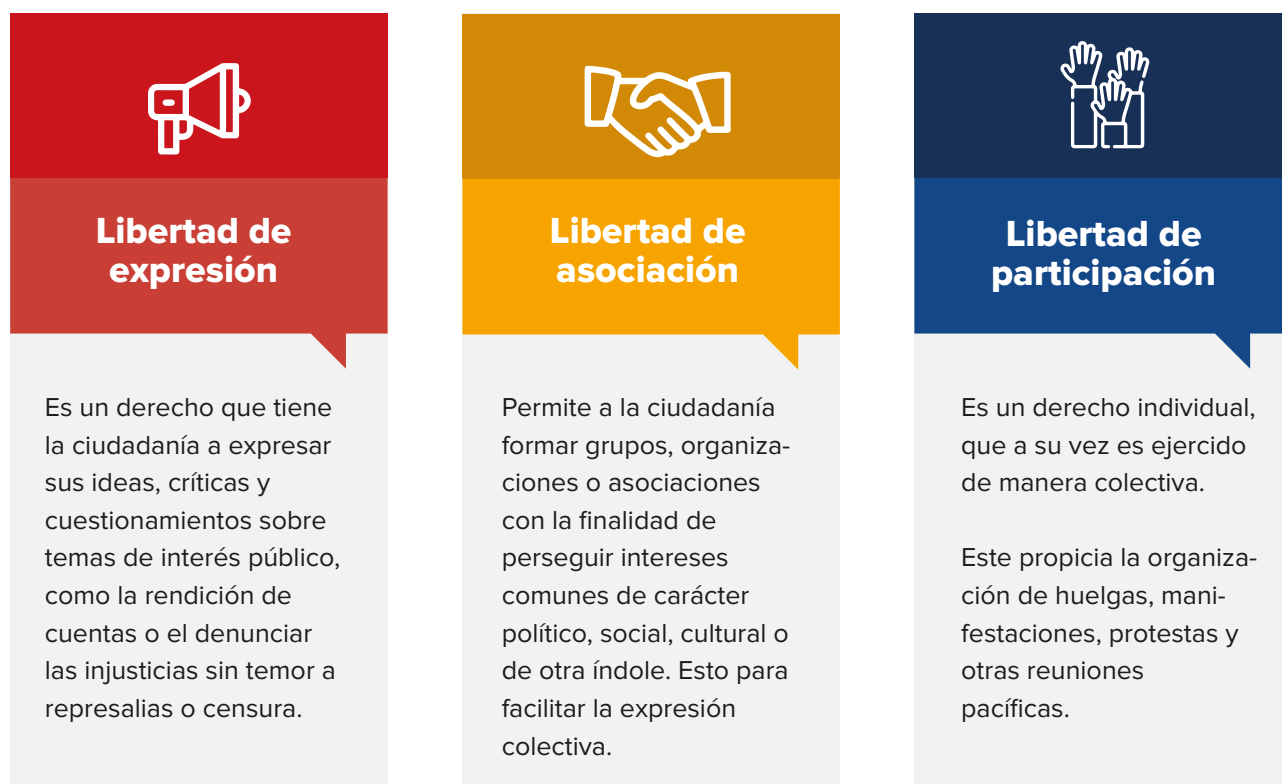 Libertad de
expresión
Es un derecho que tiene
la ciudadanía a expresar
sus ideas, críticas y
cuestionamientos sobre
temas de interés público,
como la rendición de
cuentas o el denunciar
las injusticias sin temor a
represalias o censura.
Libertad de
asociación
Permite a la ciudadanía
formar grupos, organiza-
ciones o asociaciones
con la finalidad de
perseguir intereses
comunes de carácter
político, social, cultural o
de otra índole. Esto para
facilitar la expresión
colectiva.
Libertad de
participación
Es un derecho individual,
que a su vez es ejercido
de manera colectiva.
Este propicia la organiza-
ción de huelgas, mani-
festaciones, protestas y
otras reuniones
pacíficas.